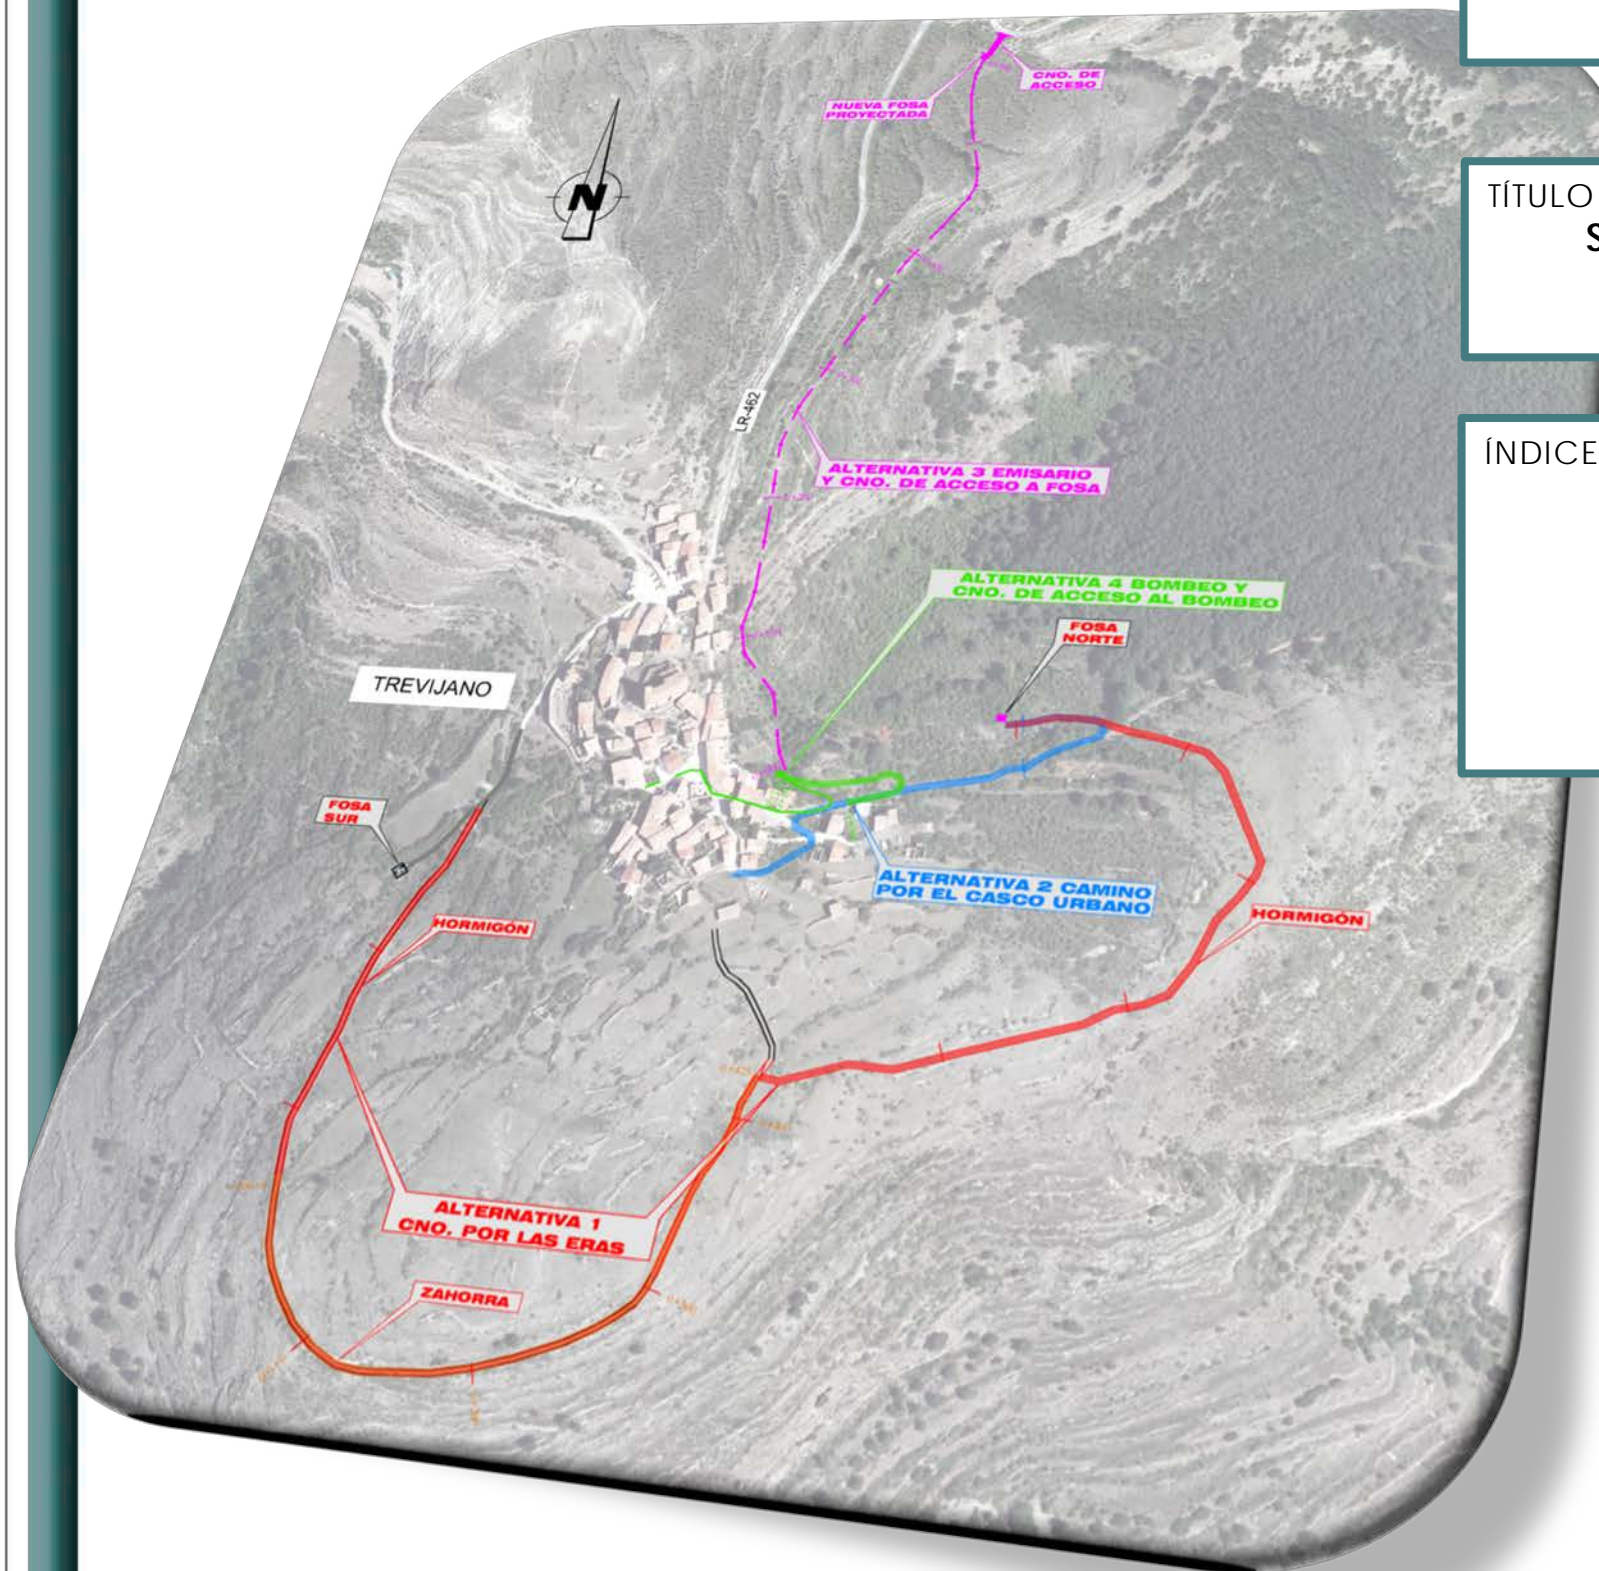 CNO. DE
ACCESO
NUEVA FOSA
PROYECTADA
N
TÍTULO
S
LR-462
ÍNDICE
ALTERNATIVA 3 EMISARIO
Y CNO. DE ACCESO A FOSA
ALTERNATIVA 4 BOMBEO Y
CNO. DE ACCESO AL BOMBEO
FOSA
NORTE
TREVIJANO
FOSA
SUR
ALTERNATIVA 2 CAMINO
POR EL CASCO URBANO
HORMIGÓN
HORMIGÓN
ALTERNATIVA 1
CNO. POR LAS ERAS
ZAHORRA